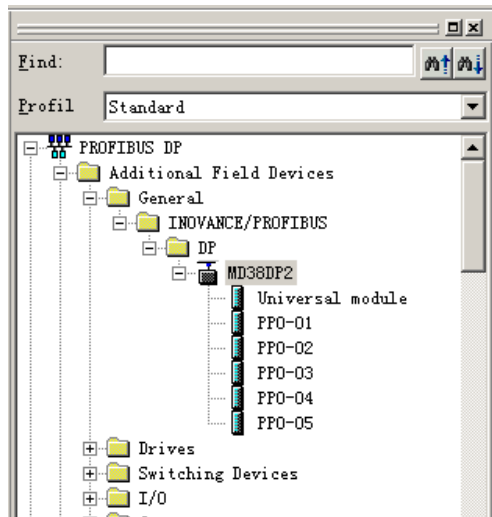 Find:
Profil Standard
PROFIBUS DP
Additional Field Devices
General
INOVANCE/PROFIBUS
DP
MD38DP2
Universal module
PPO-01
PPO-02
PPO-03
PPO-04
PPO-05
Drives
Switching Devices
I/O